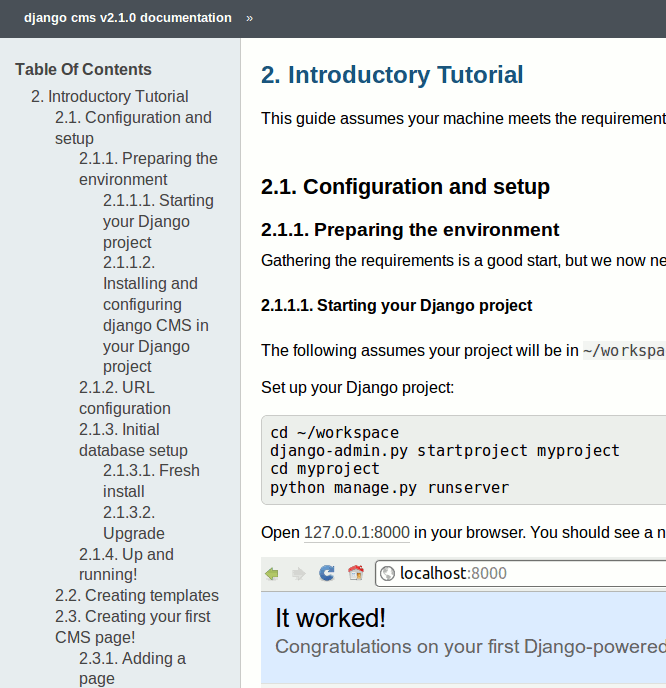 django cms v2.1.0 documentation »
Table Of Contents
2. Introductory Tutorial
2.1. Configuration and
setup
2.1.1. Preparing the
environment
2.1.1.1. Starting
your Django
project
2.1.1.2.
Installing and
configuring
django CMS in
your Django
project
2.1.2. URL
configuration
2.1.3. Initial
database setup
2.1.3.1. Fresh
install
2.1.3.2.
Upgrade
2.1.4. Up and
running!
2.2. Creating templates
2.3. Creating your first
CMS page!
2.3.1. Adding a
page
2. Introductory Tutorial
This guide assumes your machine meets the requirement
2.1. Configuration and setup
2.1.1. Preparing the environment
Gathering the requirements is a good start, but we now ne
2.1.1.1. Starting your Django project
The following assumes your project will be in ~/workspa
Set up your Django project:
cd ~/workspace
django-admin.py startproject myproject
cd myproject
python manage.py runserver
Open 127.0.0.1:8000 in your browser. You should see a n
localhost:8000
It worked!
Congratulations on your first Django-powered